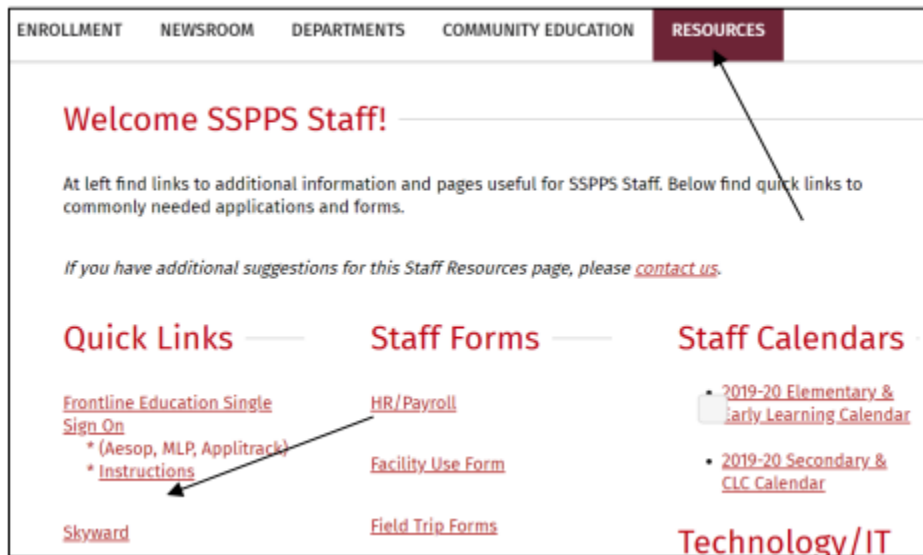 ENROLLMENT NEWSROOM DEPARTMENTS COMMUNITY EDUCATION RESOURCES
Welcome SSPPS Staff!
At left find links to additional information and pages useful for SSPPS Staff. Below find quick links to
commonly needed applications and forms.
If you have additional suggestions for this Staff Resources page, please contact us.
Quick Links
Frontline Education Single
Sign On
* (Aesop, MLP, Applitrack)
* Instructions
Skyward
Staff Forms
HR/Payroll
Facility Use Form
Field Trip Forms
Staff Calendars
• 2019-20 Elementary &
Early Learning Calendar
• 2019-20 Secondary &
CLC Calendar
Technology/IT